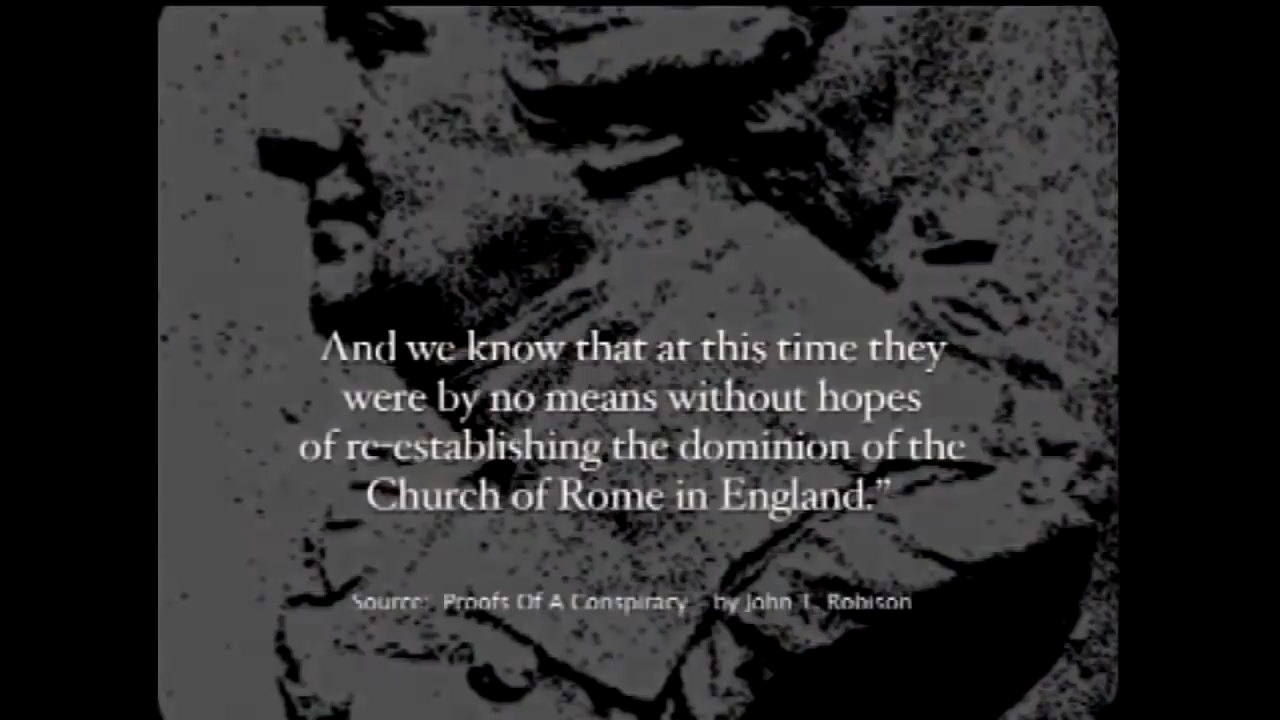 And we know that at this time they
were by no means without hopes
of re-establishing the dominion of the
Church of Rome in England.”
Source: Proofs Of A Conspiracy by John T. Robison